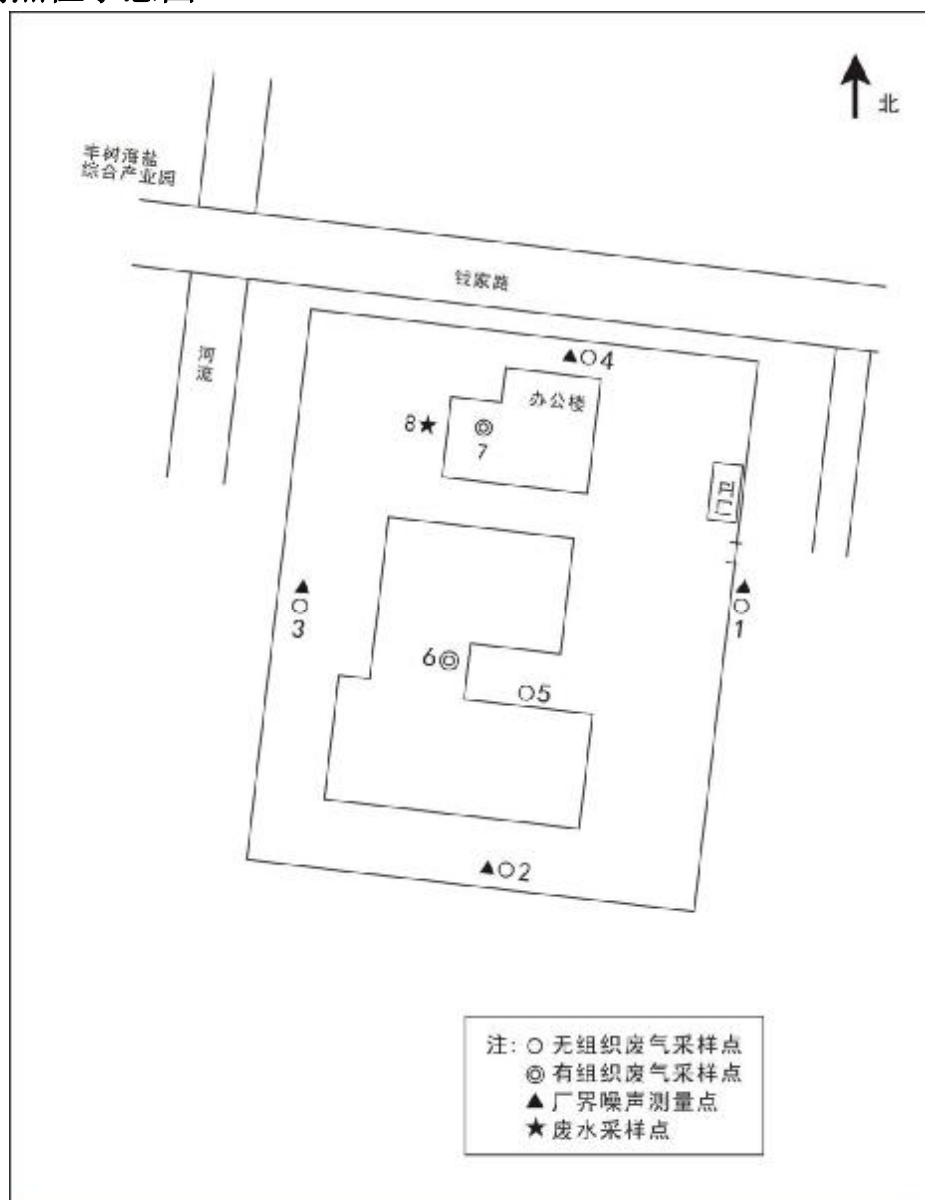 北
丰树海盐
综合产业园
钱家路
河流
▲○4
办公楼
8★
◎
7
门卫
▲
○
3
▲
○
1
6◎
○5
▲○2
注: ○ 无组织废气采样点
◎ 有组织废气采样点
▲ 厂界噪声测量点
★ 废水采样点